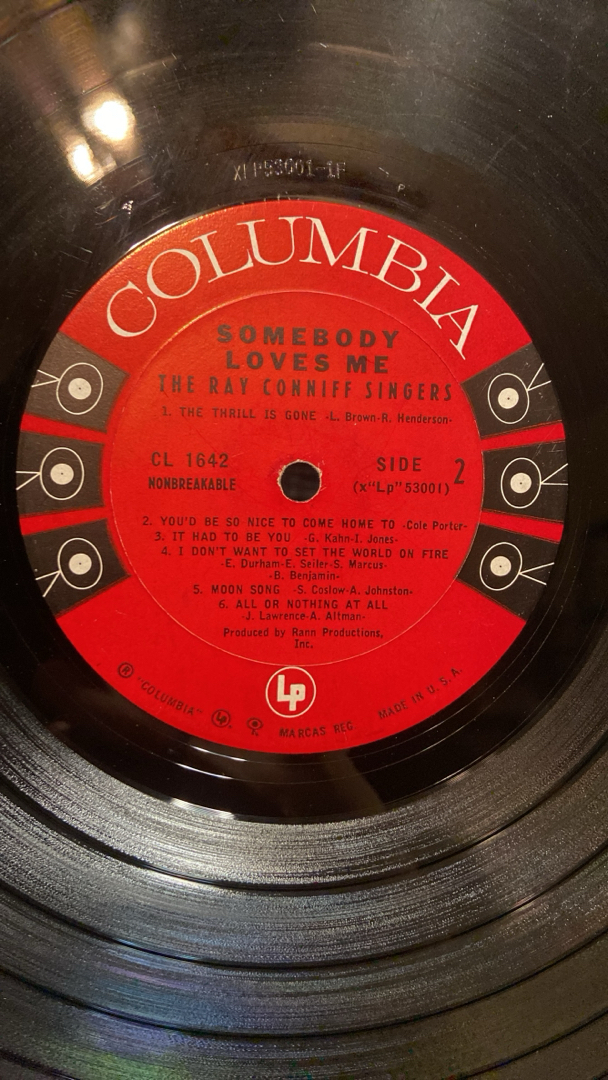 XLP53001-1F
P
COLUMBIA
SOMEBODY
LOVES ME
THE RAY CONNIFF SINGERS
1. THE THRILL IS GONE -L. Brown-R. Henderson-
CL 1642
NONBREAKABLE
SIDE 2
(x"Lp"53001)
2. YOU'D BE SO NICE TO COME HOME TO -Cole Porter-
3. IT HAD TO BE YOU -G. Kahn-I. Jones-
4. I DON'T WANT TO SET THE WORLD ON FIRE
-E. Durham-E. Seiler-S. Marcus-
-B. Benjamin-
5. MOON SONG -S. Coslow-A. Johnston-
6. ALL OR NOTHING AT ALL
-J. Lawrence-A. Altman-
Produced by Rann Productions,
Inc.
Lp
® "COLUMBIA" Lp MARCAS REG. MADE IN U. S. A.